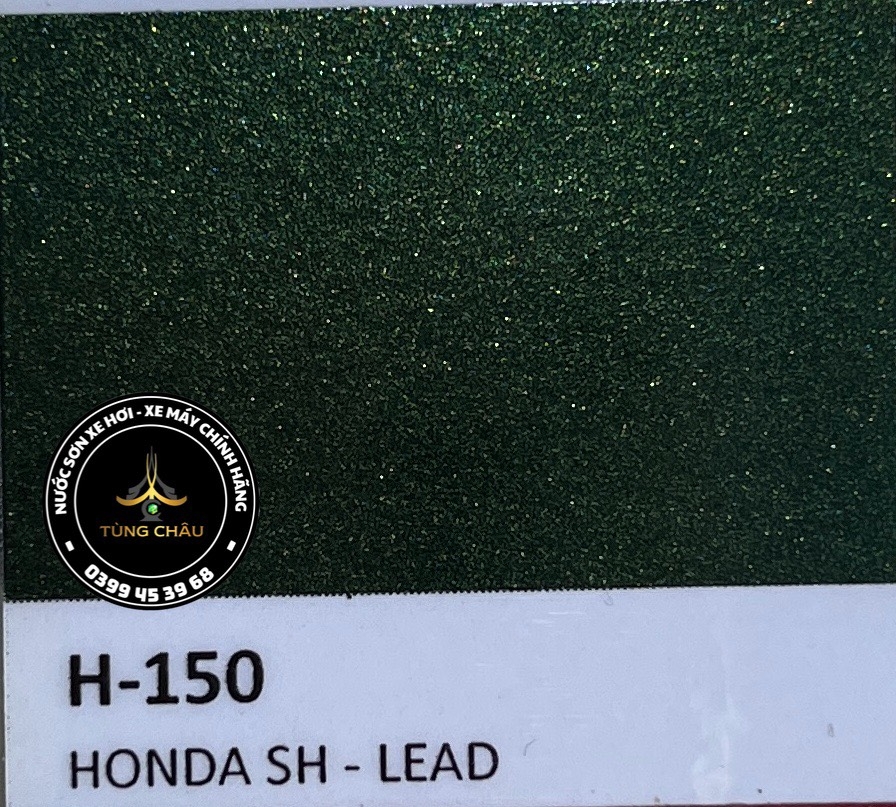 NƯỚC SƠN XE HƠI - XE MÁY CHÍNH HÃNG
TÙNG CHÂU
0399 45 39 68
H-150
HONDA SH - LEAD